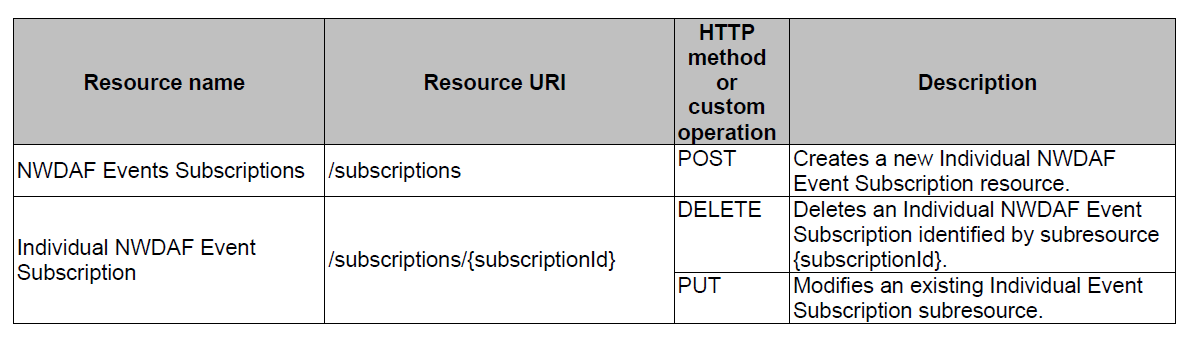 Resource name
Resource URI
HTTP
method
or
custom
operation
Description
NWDAF Events Subscriptions
/subscriptions
POST
Creates a new Individual NWDAF
Event Subscription resource.
Individual NWDAF Event
Subscription
/subscriptions/{subscriptionId}
DELETE
Deletes an Individual NWDAF Event
Subscription identified by subresource
{subscriptionId}.
PUT
Modifies an existing Individual Event
Subscription subresource.